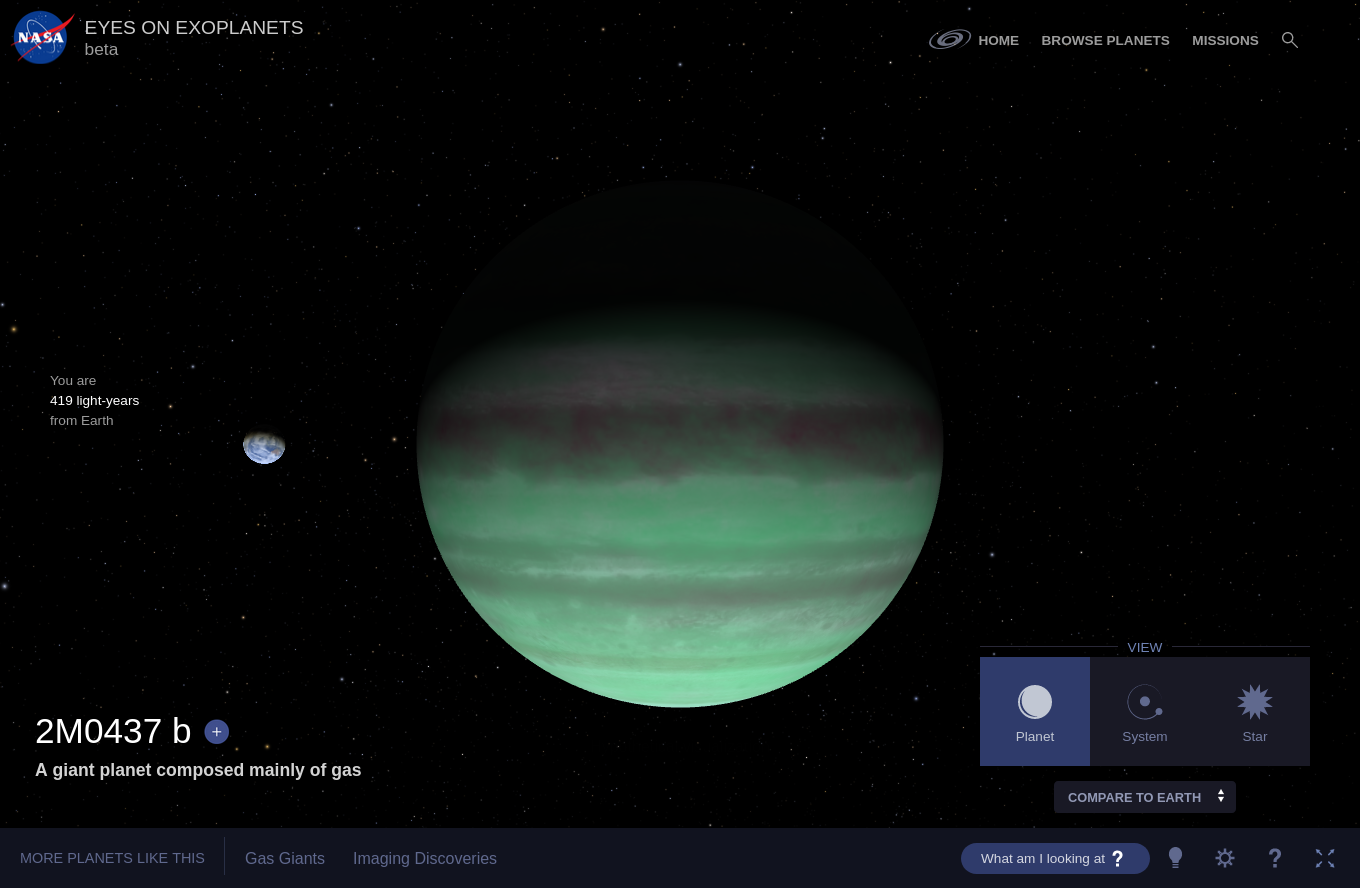 NASA
EYES ON EXOPLANETS
beta
HOME
BROWSE PLANETS
MISSIONS
You are
419 light-years
from Earth
2M0437 b +
A giant planet composed mainly of gas
VIEW
Planet
System
Star
COMPARE TO EARTH
MORE PLANETS LIKE THIS
Gas Giants
Imaging Discoveries
What am I looking at ?
?